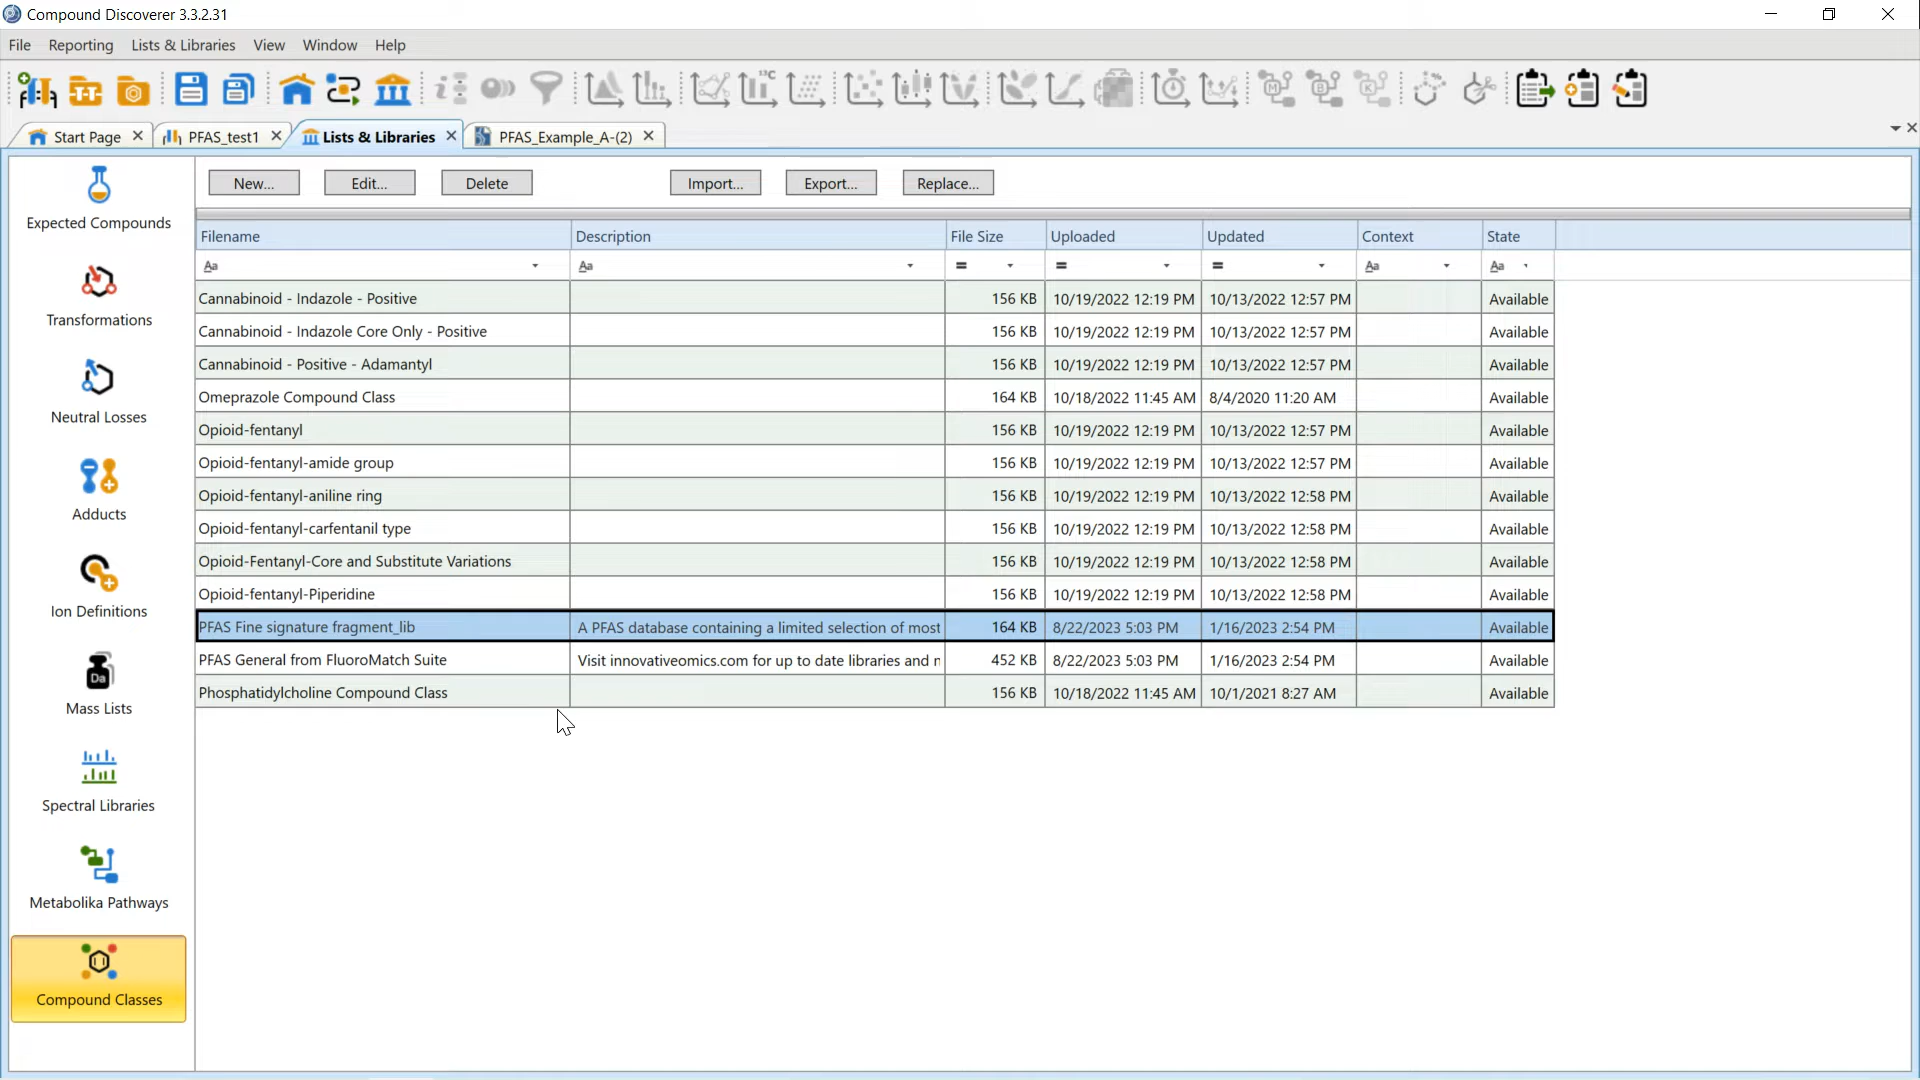 Compound Discoverer 3.3.2.31
File Reporting Lists & Libraries View Window Help
13C
M B K
Start Page PFAS_test1 Lists & Libraries PFAS_Example_A-(2)
New... Edit... Delete Import... Export... Replace...
Expected Compounds
Transformations
Neutral Losses
Adducts
Ion Definitions
Da
Mass Lists
Spectral Libraries
Metabolika Pathways
Compound Classes
Filename Description File Size Uploaded Updated Context State
Aa Aa = = = Aa Aa
Cannabinoid - Indazole - Positive 156 KB 10/19/2022 12:19 PM 10/13/2022 12:57 PM Available
Cannabinoid - Indazole Core Only - Positive 156 KB 10/19/2022 12:19 PM 10/13/2022 12:57 PM Available
Cannabinoid - Positive - Adamantyl 156 KB 10/19/2022 12:19 PM 10/13/2022 12:57 PM Available
Omeprazole Compound Class 164 KB 10/18/2022 11:45 AM 8/4/2020 11:20 AM Available
Opioid-fentanyl 156 KB 10/19/2022 12:19 PM 10/13/2022 12:57 PM Available
Opioid-fentanyl-amide group 156 KB 10/19/2022 12:19 PM 10/13/2022 12:57 PM Available
Opioid-fentanyl-aniline ring 156 KB 10/19/2022 12:19 PM 10/13/2022 12:58 PM Available
Opioid-fentanyl-carfentanil type 156 KB 10/19/2022 12:19 PM 10/13/2022 12:58 PM Available
Opioid-Fentanyl-Core and Substitute Variations 156 KB 10/19/2022 12:19 PM 10/13/2022 12:58 PM Available
Opioid-fentanyl-Piperidine 156 KB 10/19/2022 12:19 PM 10/13/2022 12:58 PM Available
PFAS Fine signature fragment_lib A PFAS database containing a limited selection of most 164 KB 8/22/2023 5:03 PM 1/16/2023 2:54 PM Available
PFAS General from FluoroMatch Suite Visit innovativeomics.com for up to date libraries and 452 KB 8/22/2023 5:03 PM 1/16/2023 2:54 PM Available
Phosphatidylcholine Compound Class 156 KB 10/18/2022 11:45 AM 10/1/2021 8:27 AM Available